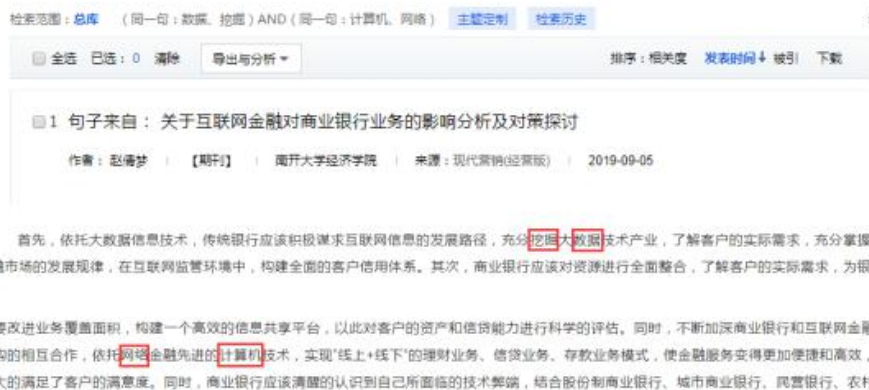 检索范围：总库 （同一句：数据、挖掘）AND（同一句：计算机、网络） 主题定制 检索历史
全选 已选：0 清除 导出与分析 排序：相关度 发表时间↓ 被引 下载
1 句子来自： 关于互联网金融对商业银行业务的影响分析及对策探讨
作者：赵倩梦 【期刊】 南开大学经济学院 来源：现代营销(经营版) 2019-09-05
首先，依托大数据信息技术，传统银行应该积极谋求互联网信息的发展路径，充分挖掘大数据技术产业，了解客户的实际需求，充分掌握
市场的发展规律，在互联网监管环境中，构建全面的客户信用体系。其次，商业银行应该对资源进行全面整合，了解客户的实际需求，为银
要改进业务覆盖面积，构建一个高效的信息共享平台，以此对客户的资产和信贷能力进行科学的评估。同时，不断加深商业银行和互联网金融
构的相互合作，依托网络金融先进的计算机技术，实现"线上+线下"的理财业务、信贷业务、存款业务模式，使金融服务变得更加便捷和高效，
大的满足了客户的满意度。同时，商业银行应该清醒的认识到自己所面临的技术弊端，结合股份制商业银行、城市商业银行、民营银行、农村